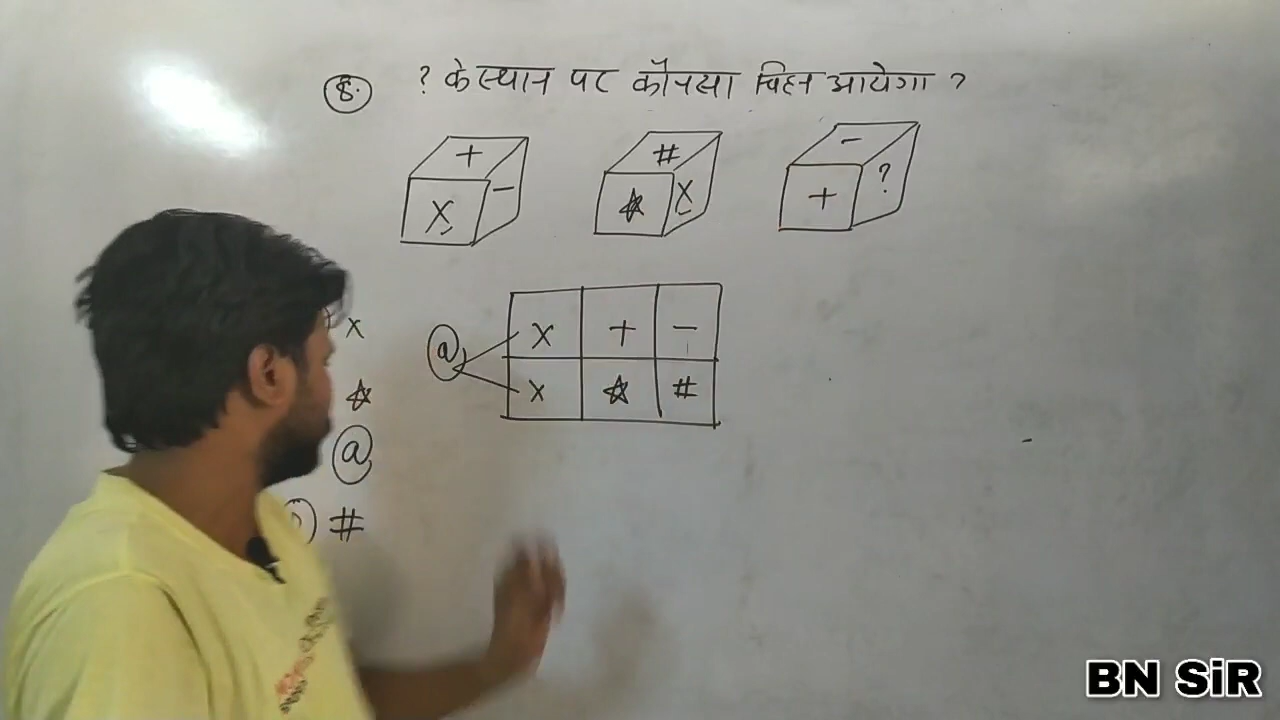 8. ? के स्थान पर कौनसा चिह्न आयेगा ?
+ X -
# ☆ X
- + ?
@ X + -
X ☆ #
X
☆
@
#
BN SiR